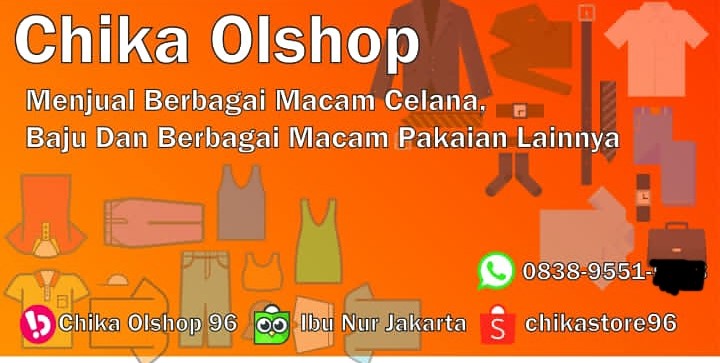 Chika Olshop
Menjual Berbagai Macam Celana,
Baju Dan Berbagai Macam Pakaian Lainnya
0838-9551-
Chika Olshop 96
Ibu Nur Jakarta
chikastore96